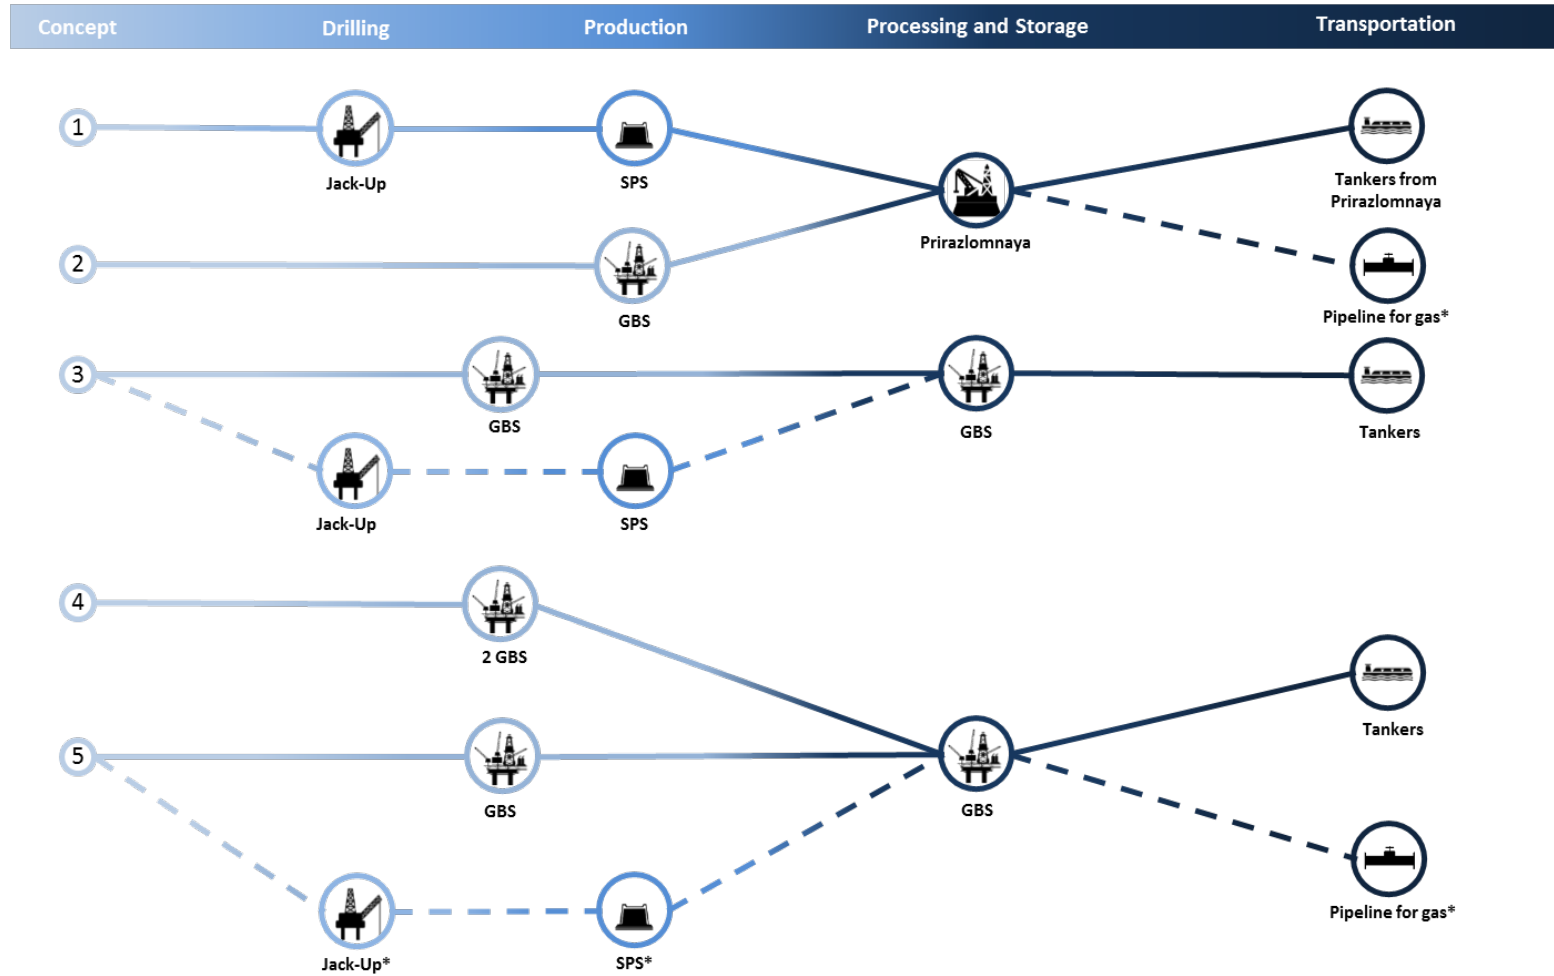 Concept Drilling Production Processing and Storage Transportation
1
Jack-Up
SPS
Prirazlomnaya
Tankers from
Prirazlomnaya
2
GBS
Pipeline for gas*
3
GBS
GBS
Tankers
Jack-Up
SPS
4
2 GBS
Tankers
5
GBS
GBS
Pipeline for gas*
Jack-Up*
SPS*